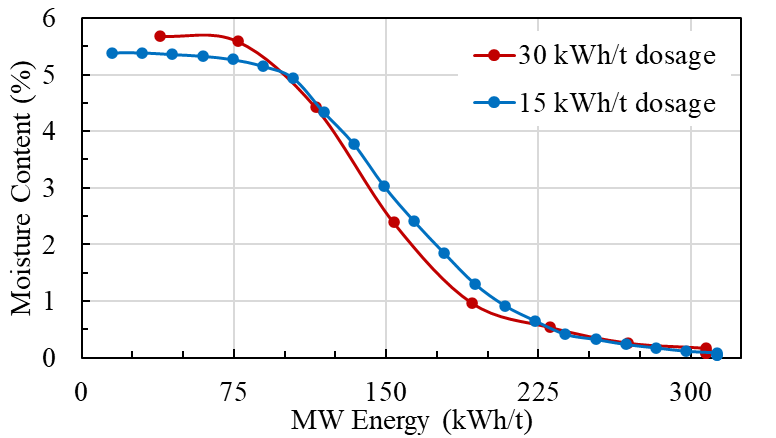 6
5
4
3
2
1
0
Moisture Content (%)
30 kWh/t dosage
15 kWh/t dosage
0 75 150 225 300
MW Energy (kWh/t)